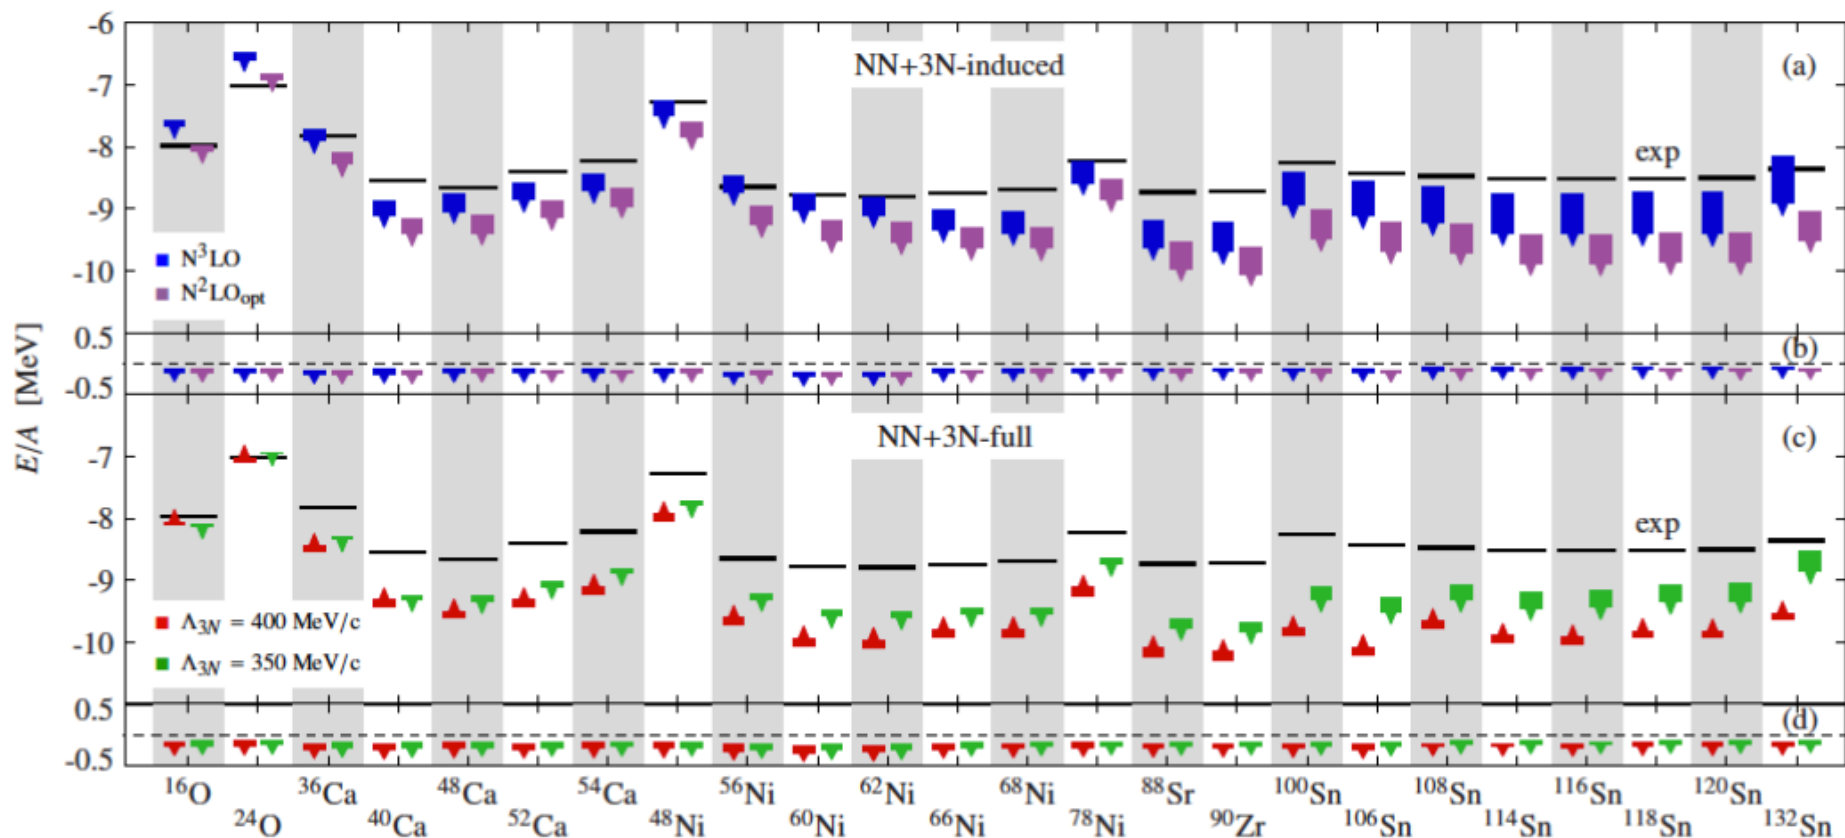 -6
NN+3N-induced (a)
-7
-8
exp
-9
N³LO
-10
N²LOopt
E/A [MeV]
0.5
(b)
-0.5
NN+3N-full (c)
-7
-8
exp
-9
Λ3N = 400 MeV/c
-10
Λ3N = 350 MeV/c
0.5
(d)
-0.5
¹⁶O ³⁶Ca ⁴⁸Ca ⁵⁴Ca ⁵⁶Ni ⁶²Ni ⁶⁸Ni ⁸⁸Sr ¹⁰⁰Sn ¹⁰⁸Sn ¹¹⁶Sn ¹²⁰Sn
²⁴O ⁴⁰Ca ⁵²Ca ⁴⁸Ni ⁶⁰Ni ⁶⁶Ni ⁷⁸Ni ⁹⁰Zr ¹⁰⁶Sn ¹¹⁴Sn ¹¹⁸Sn ¹³²Sn